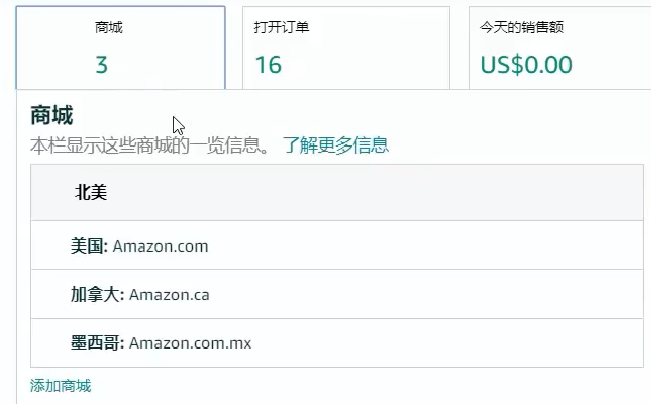 商城
3
打开订单
16
今天的销售额
US$0.00
商城
本栏显示这些商城的一览信息。 了解更多信息
北美
美国: Amazon.com
加拿大: Amazon.ca
墨西哥: Amazon.com.mx
添加商城